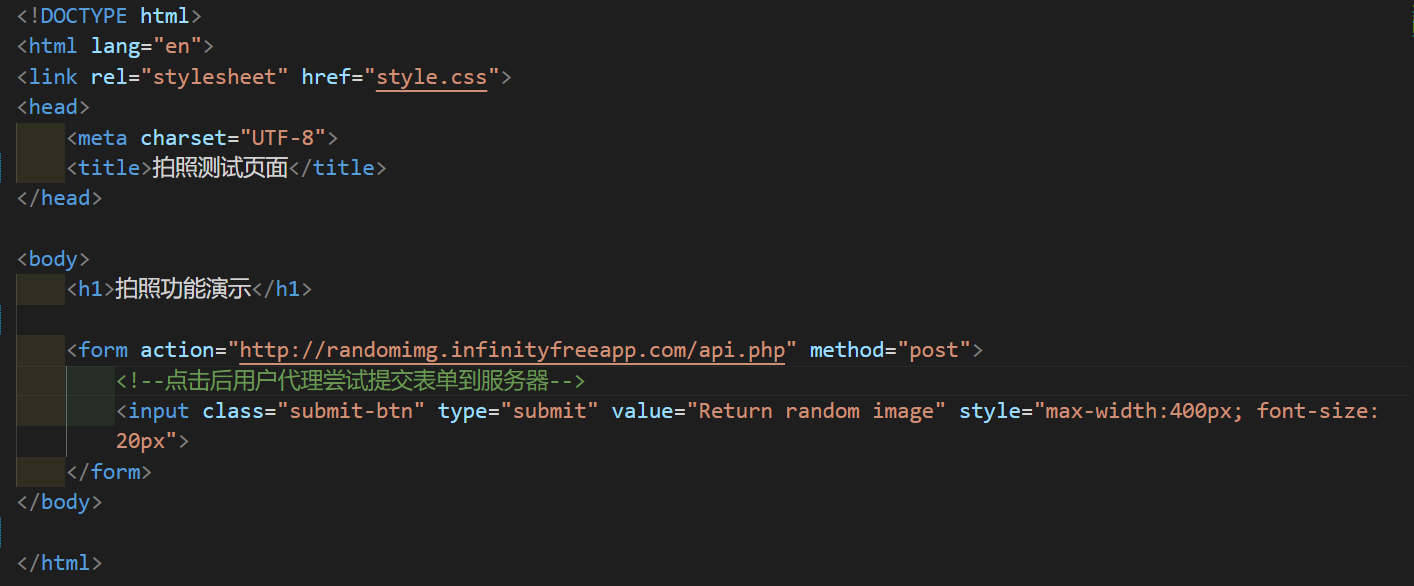 <!DOCTYPE html>
<html lang="en">
<link rel="stylesheet" href="style.css">
<head>
    <meta charset="UTF-8">
    <title>拍照测试页面</title>
</head>

<body>
    <h1>拍照功能演示</h1>

    <form action="http://randomimg.infinityfreeapp.com/api.php" method="post">
        <!--点击后用户代理尝试提交表单到服务器-->
        <input class="submit-btn" type="submit" value="Return random image" style="max-width:400px; font-size:
        20px">
    </form>
</body>

</html>